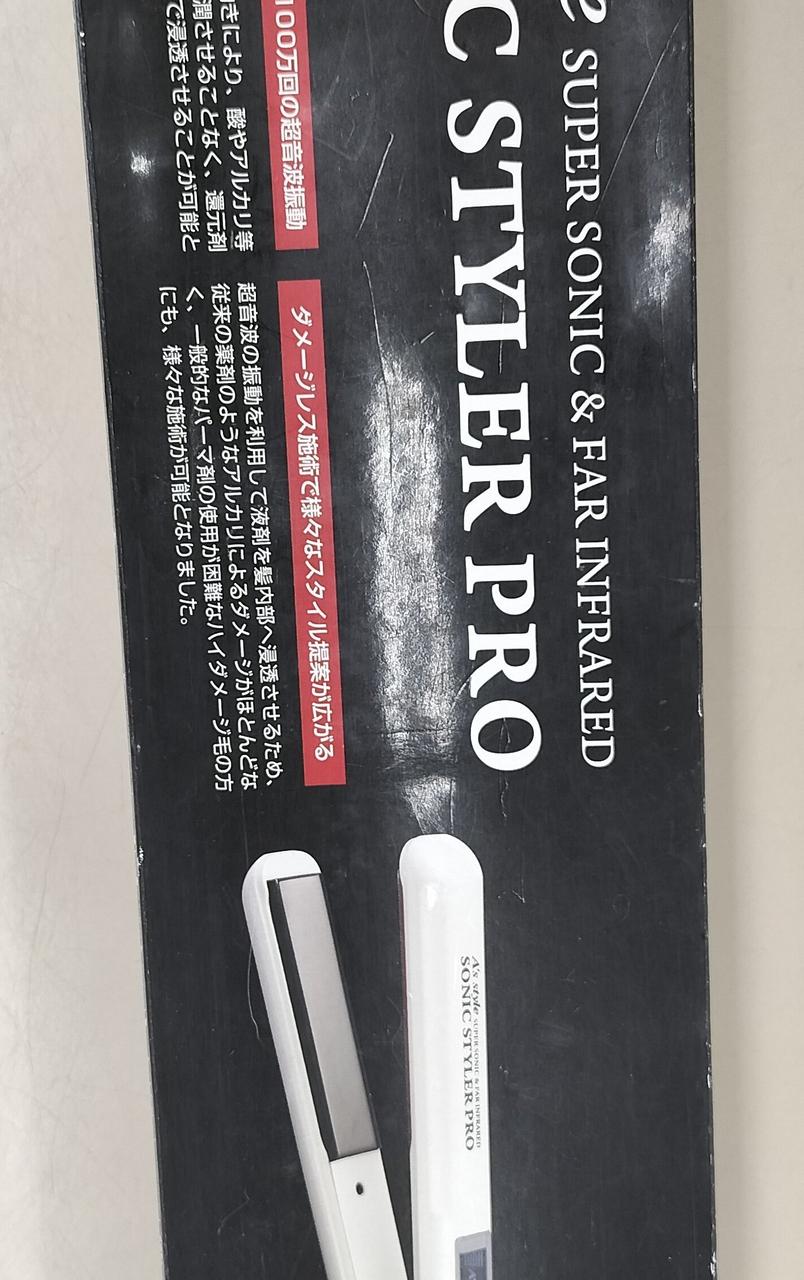 SUPER SONIC & FAR INFRARED
C STYLER PRO
100万回の超音波振動
きにより、酸やアルカリ等
潤させることなく、還元剤
で浸透させることが可能と
ダメージレス施術で様々なスタイル提案が広がる
超音波の振動を利用して液剤を髪内部へ浸透させるため、
従来の薬剤のようなアルカリによるダメージがほとんどな
く、一般的なパーマ剤の使用が困難なハイダメージ毛の方
にも、様々な施術が可能となりました。
A's style SUPER SONIC & FAR INFRARED
SONIC STYLER PRO